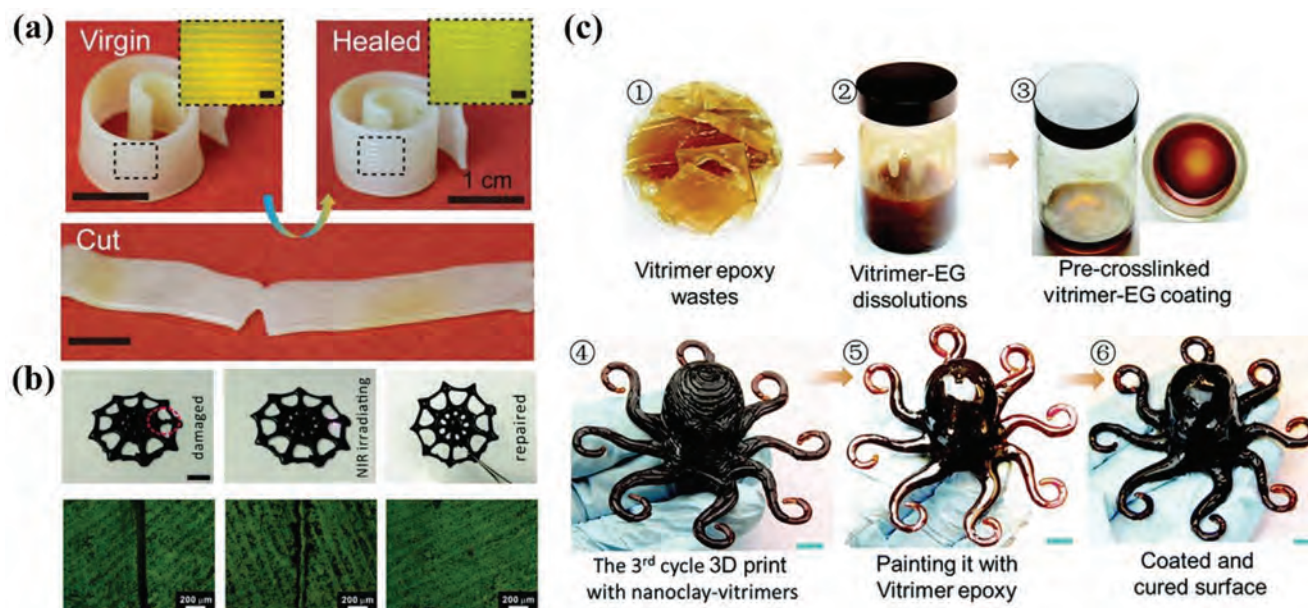 (a)
Virgin
Healed
1 cm
Cut
(b)
damaged
NIR irradiating
repaired
200 μm
200 μm
200 μm
(c)
①
②
③
Vitrimer epoxy
wastes
Vitrimer-EG
dissolutions
Pre-crosslinked
vitrimer-EG coating
④
⑤
⑥
The 3rd cycle 3D print
with nanoclay-vitrimers
Painting it with
Vitrimer epoxy
Coated and
cured surface